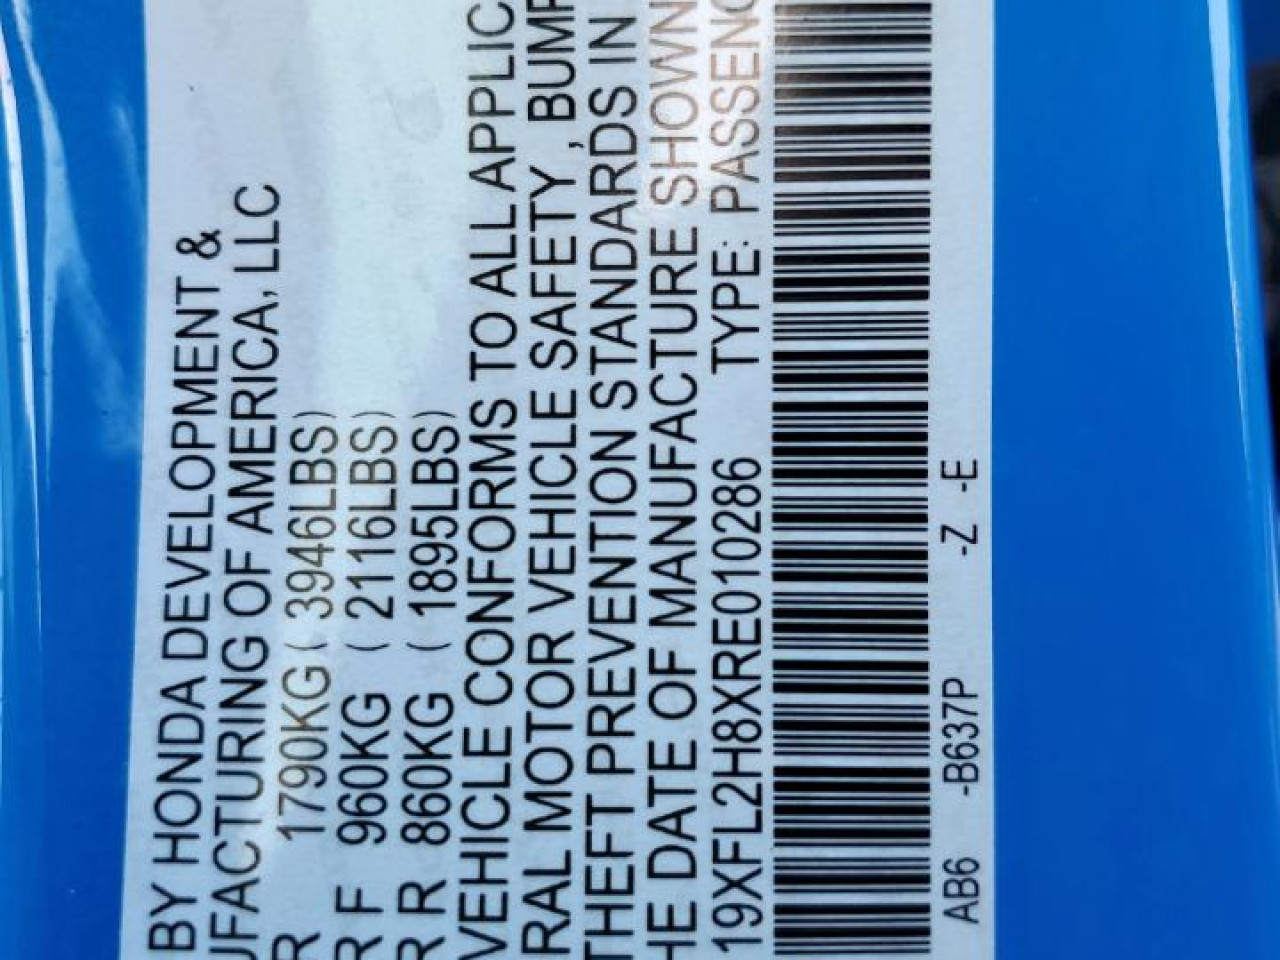 BY HONDA DEVELOPMENT &
UFACTURING OF AMERICA, LLC
R 1790KG ( 3946LBS)
R F 960KG ( 2116LBS)
R R 860KG ( 1895LBS)
VEHICLE CONFORMS TO ALL APPLIC
RAL MOTOR VEHICLE SAFETY , BUMP
THEFT PREVENTION STANDARDS IN
HE DATE OF MANUFACTURE SHOWN
19XFL2H8XRE010286 TYPE: PASSENG
AB6 -B637P -Z -E